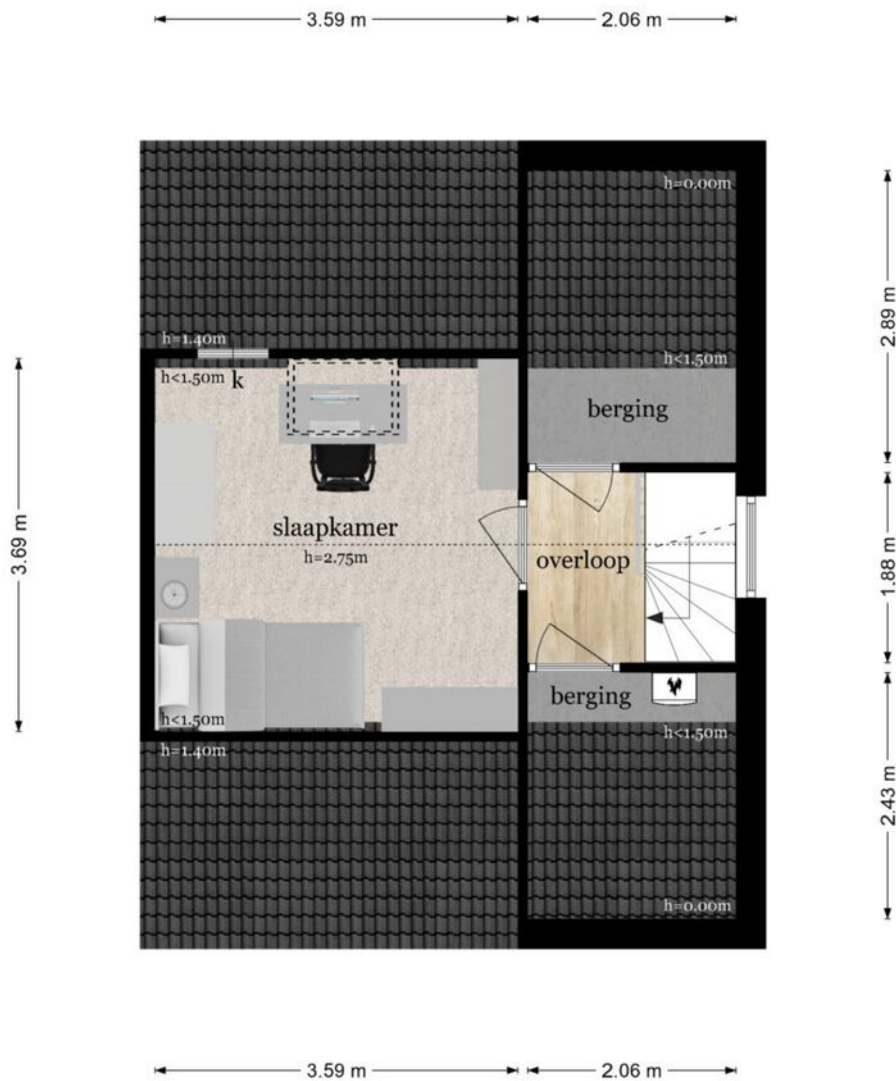 3.59 m
2.06 m
h=0.00m
2.89 m
h=1.40m
h<1.50m
h<1.50m
k
berging
3.69 m
slaapkamer
h=2.75m
overloop
1.88 m
berging
h<1.50m
h<1.50m
h=1.40m
2.43 m
h=0.00m
3.59 m
2.06 m